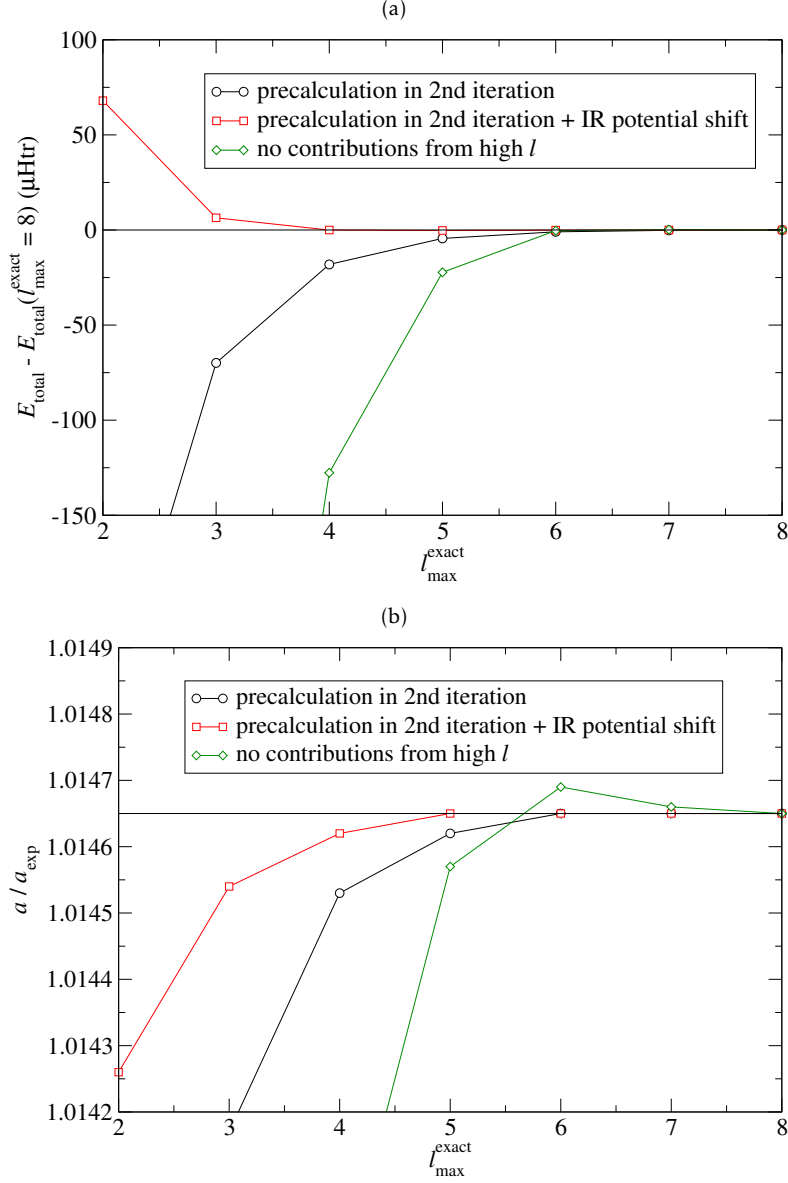 (a)
100
50
0
-50
-100
-150
E_total - E_total(l_max^exact = 8) (μHtr)
precalculation in 2nd iteration
precalculation in 2nd iteration + IR potential shift
no contributions from high l
2 3 4 5 6 7 8
l_max^exact
(b)
1.0149
1.0148
1.0147
1.0146
1.0145
1.0144
1.0143
1.0142
a / a_exp
precalculation in 2nd iteration
precalculation in 2nd iteration + IR potential shift
no contributions from high l
2 3 4 5 6 7 8
l_max^exact